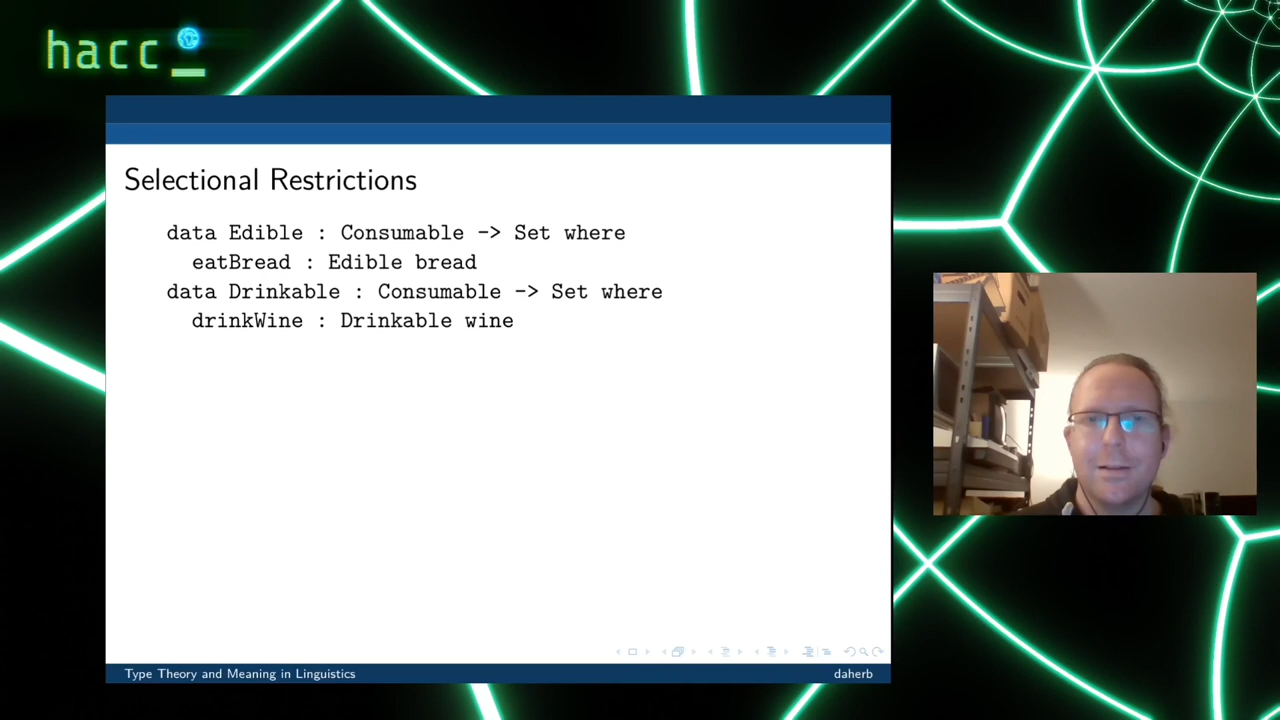 hacc_
Selectional Restrictions
data Edible : Consumable -> Set where
eatBread : Edible bread
data Drinkable : Consumable -> Set where
drinkWine : Drinkable wine
Type Theory and Meaning in Linguistics
daherb